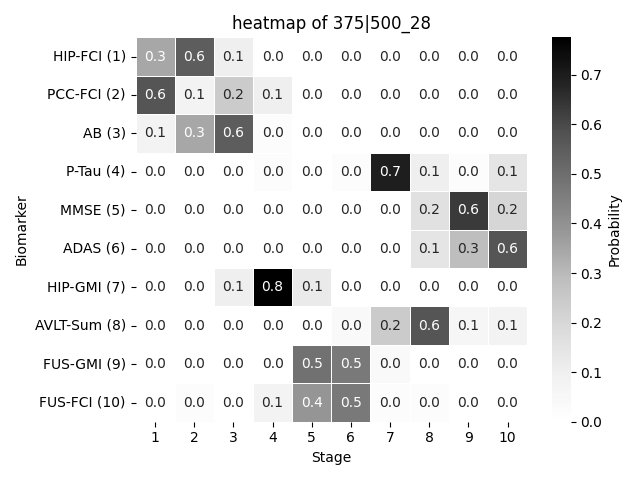 heatmap of 375|500_28
HIP-FCI (1) 0.3 0.6 0.1 0.0 0.0 0.0 0.0 0.0 0.0 0.0
PCC-FCI (2) 0.6 0.1 0.2 0.1 0.0 0.0 0.0 0.0 0.0 0.0
AB (3) 0.1 0.3 0.6 0.0 0.0 0.0 0.0 0.0 0.0 0.0
P-Tau (4) 0.0 0.0 0.0 0.0 0.0 0.0 0.7 0.1 0.0 0.1
MMSE (5) 0.0 0.0 0.0 0.0 0.0 0.0 0.0 0.2 0.6 0.2
ADAS (6) 0.0 0.0 0.0 0.0 0.0 0.0 0.0 0.1 0.3 0.6
HIP-GMI (7) 0.0 0.0 0.1 0.8 0.1 0.0 0.0 0.0 0.0 0.0
AVLT-Sum (8) 0.0 0.0 0.0 0.0 0.0 0.0 0.2 0.6 0.1 0.1
FUS-GMI (9) 0.0 0.0 0.0 0.0 0.5 0.5 0.0 0.0 0.0 0.0
FUS-FCI (10) 0.0 0.0 0.0 0.1 0.4 0.5 0.0 0.0 0.0 0.0
1 2 3 4 5 6 7 8 9 10
Stage
Biomarker
0.7
0.6
0.5
0.4
0.3
0.2
0.1
0.0
Probability